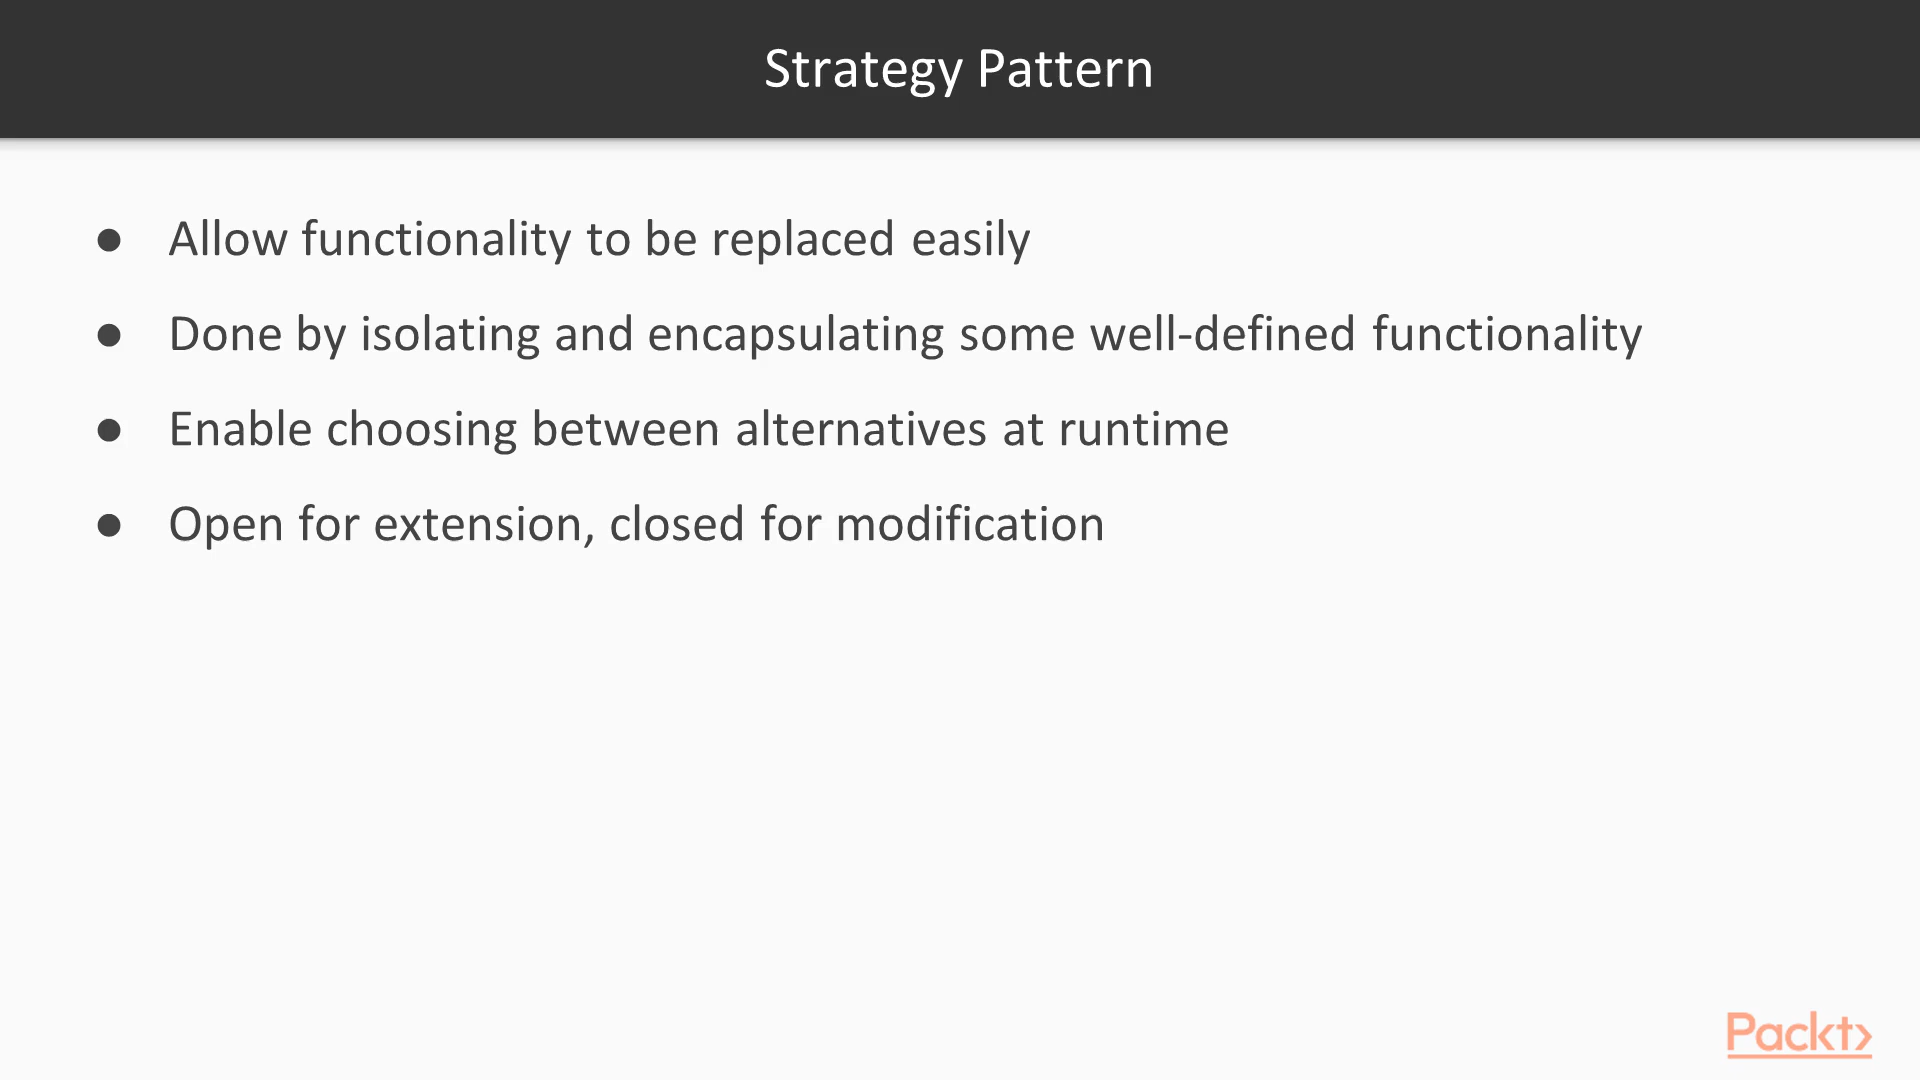 Strategy Pattern
● Allow functionality to be replaced easily
● Done by isolating and encapsulating some well-defined functionality
● Enable choosing between alternatives at runtime
● Open for extension, closed for modification
Packt>